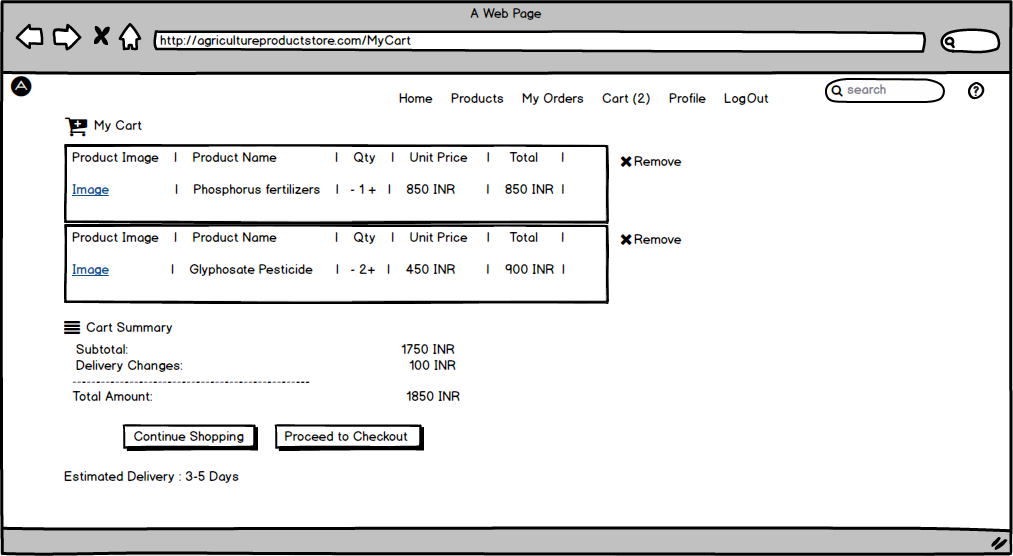 A Web Page
http://agricultureproductstore.com/MyCart
A
Home Products My Orders Cart (2) Profile LogOut search ?
My Cart
Product Image | Product Name | Qty | Unit Price | Total |
Remove
Image | Phosphorus fertilizers | - 1 + | 850 INR | 850 INR |
Product Image | Product Name | Qty | Unit Price | Total |
Remove
Image | Glyphosate Pesticide | - 2+ | 450 INR | 900 INR |
Cart Summary
Subtotal: 1750 INR
Delivery Changes: 100 INR
--------------------------------------------------
Total Amount: 1850 INR
Continue Shopping Proceed to Checkout
Estimated Delivery : 3-5 Days